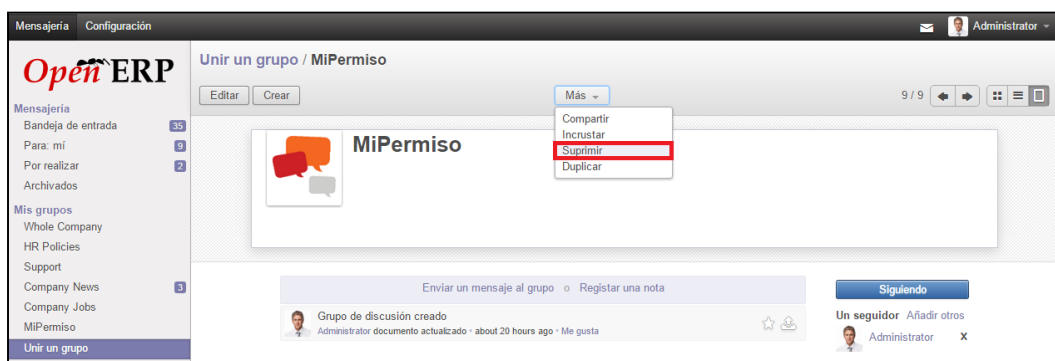 Mensajería Configuración
Administrator
Open ERP
Unir un grupo / MiPermiso
Editar Crear
Más
9 / 9
Compartir
Incrustar
Suprimir
Duplicar
MiPermiso
Mensajería
Bandeja de entrada 35
Para: mí 9
Por realizar 2
Archivados
Mis grupos
Whole Company
HR Policies
Support
Company News 3
Company Jobs
MiPermiso
Unir un grupo
Enviar un mensaje al grupo o Registar una nota
Grupo de discusión creado
Administrator documento actualizado • about 20 hours ago • Me gusta
Siguiendo
Un seguidor Añadir otros
Administrator X